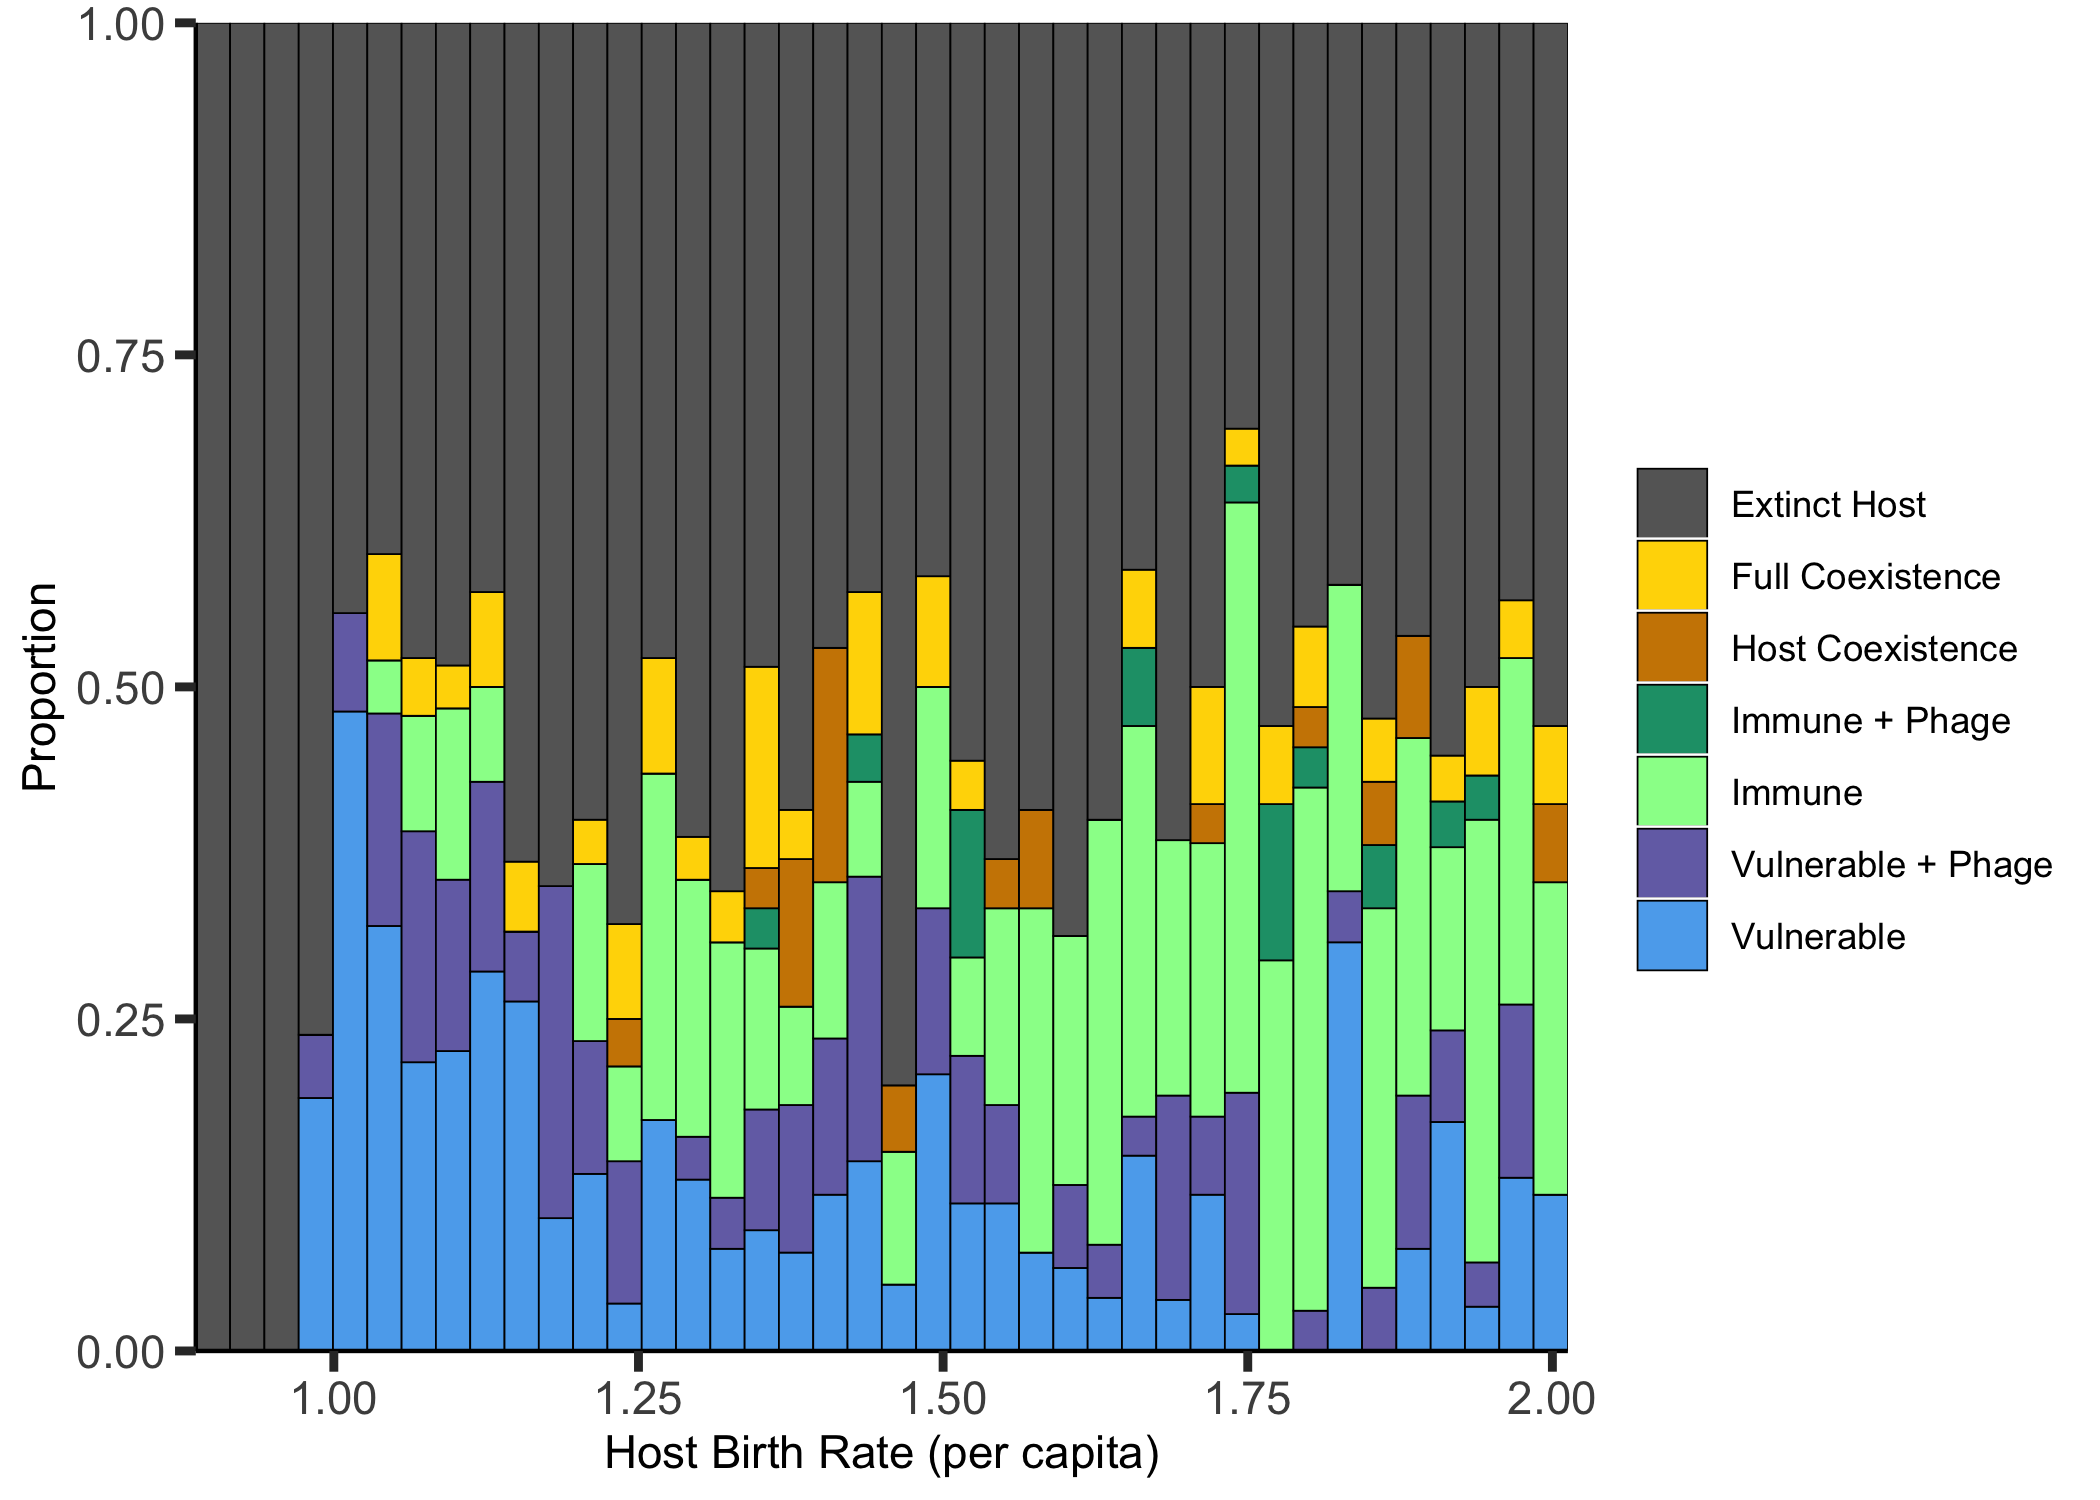 1.00
0.75
0.50
0.25
0.00
Proportion
1.00 1.25 1.50 1.75 2.00
Host Birth Rate (per capita)
Extinct Host
Full Coexistence
Host Coexistence
Immune + Phage
Immune
Vulnerable + Phage
Vulnerable